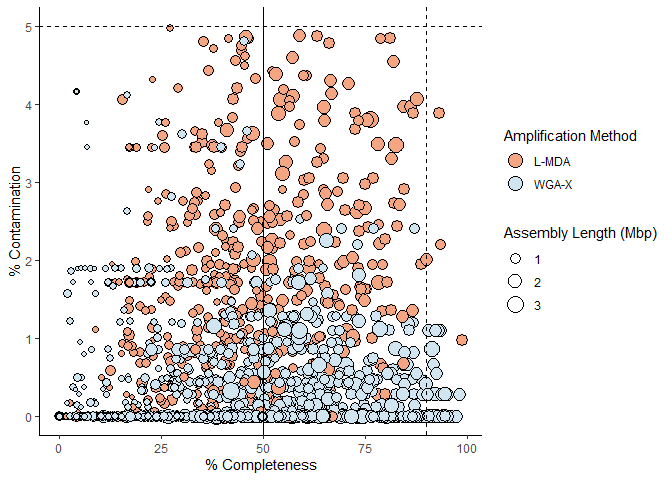 5
4
3
2
1
0
% Contamination
0
25
50
75
100
% Completeness
Amplification Method
L-MDA
WGA-X
Assembly Length (Mbp)
1
2
3